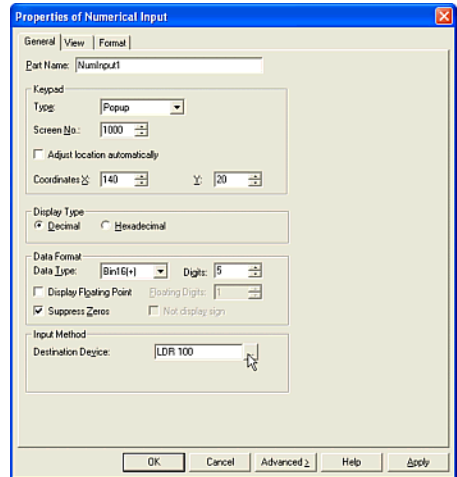 Properties of Numerical Input
General View Format
Part Name: NumInput1
Keypad
Type: Popup
Screen No.: 1000
Adjust location automatically
Coordinates X: 140 Y: 20
Display Type
Decimal Hexadecimal
Data Format
Data Type: Bin16(+) Digits: 5
Display Floating Point Floating Digits: 1
Suppress Zeros Not display sign
Input Method
Destination Device: LDR 100
OK Cancel Advanced > Help Apply